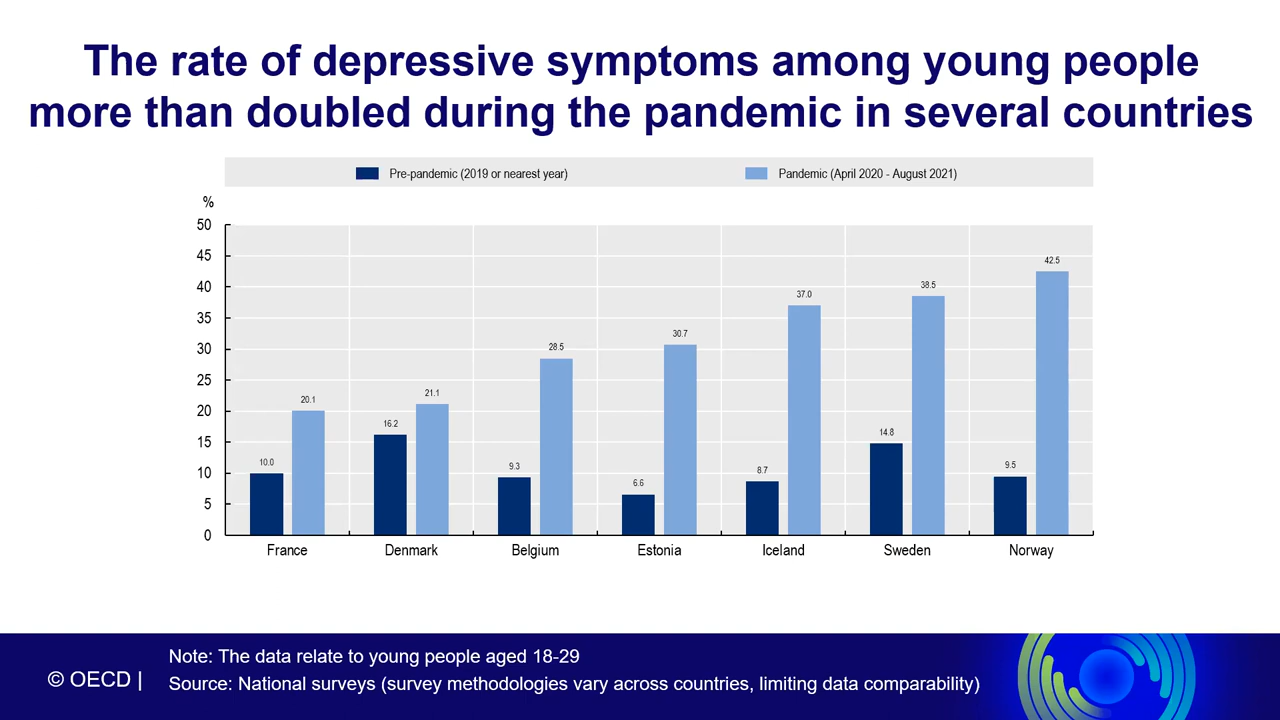 The rate of depressive symptoms among young people
more than doubled during the pandemic in several countries
Pre-pandemic (2019 or nearest year) Pandemic (April 2020 - August 2021)
%
50
45
40
35
30
25
20
15
10
5
0
10.0 20.1 16.2 21.1 9.3 28.5 6.6 30.7 8.7 37.0 14.8 38.5 9.5 42.5
France Denmark Belgium Estonia Iceland Sweden Norway
Note: The data relate to young people aged 18-29
© OECD | Source: National surveys (survey methodologies vary across countries, limiting data comparability)